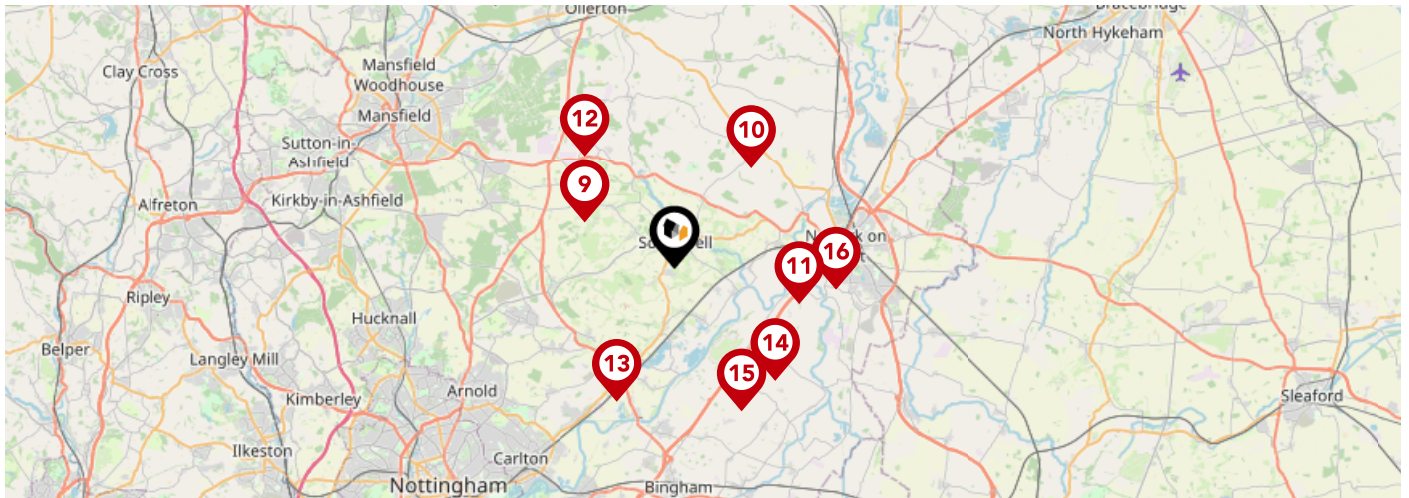 Ollerton
Bracebridge
North Hykeham
Clay Cross
Mansfield
Woodhouse
Mansfield
12
10
Sutton-in-
Ashfield
9
Kirkby-in-Ashfield
Alfreton
11
16
Ripley
Hucknall
Belper
Langley Mill
13
14
15
Arnold
Kimberley
Sleaford
Ilkeston
Carlton
Nottingham
Bingham